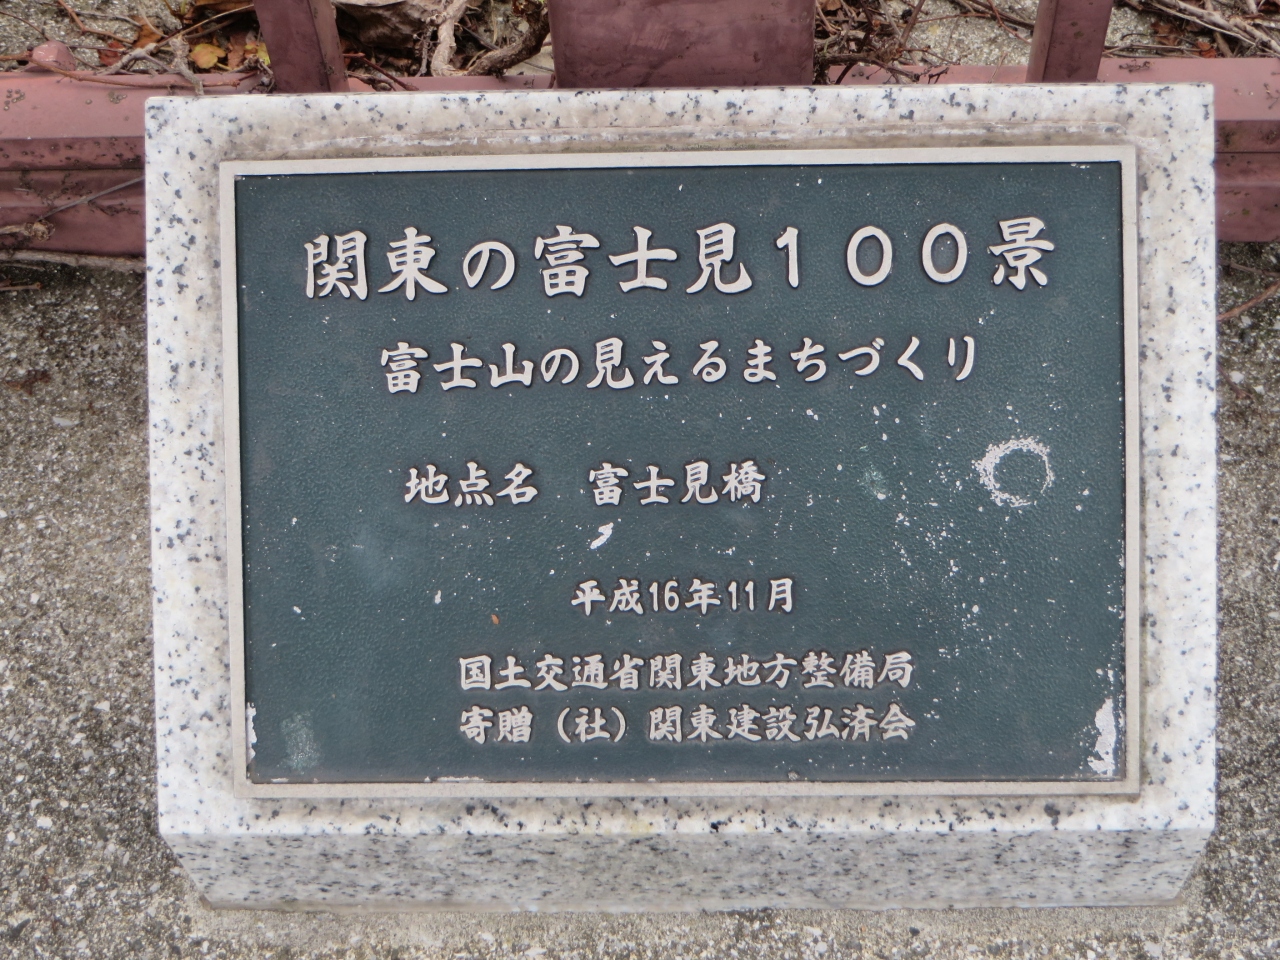 関東の富士見１００景
富士山の見えるまちづくり
地点名　富士見橋
平成16年11月
国土交通省関東地方整備局
寄贈（社）関東建設弘済会